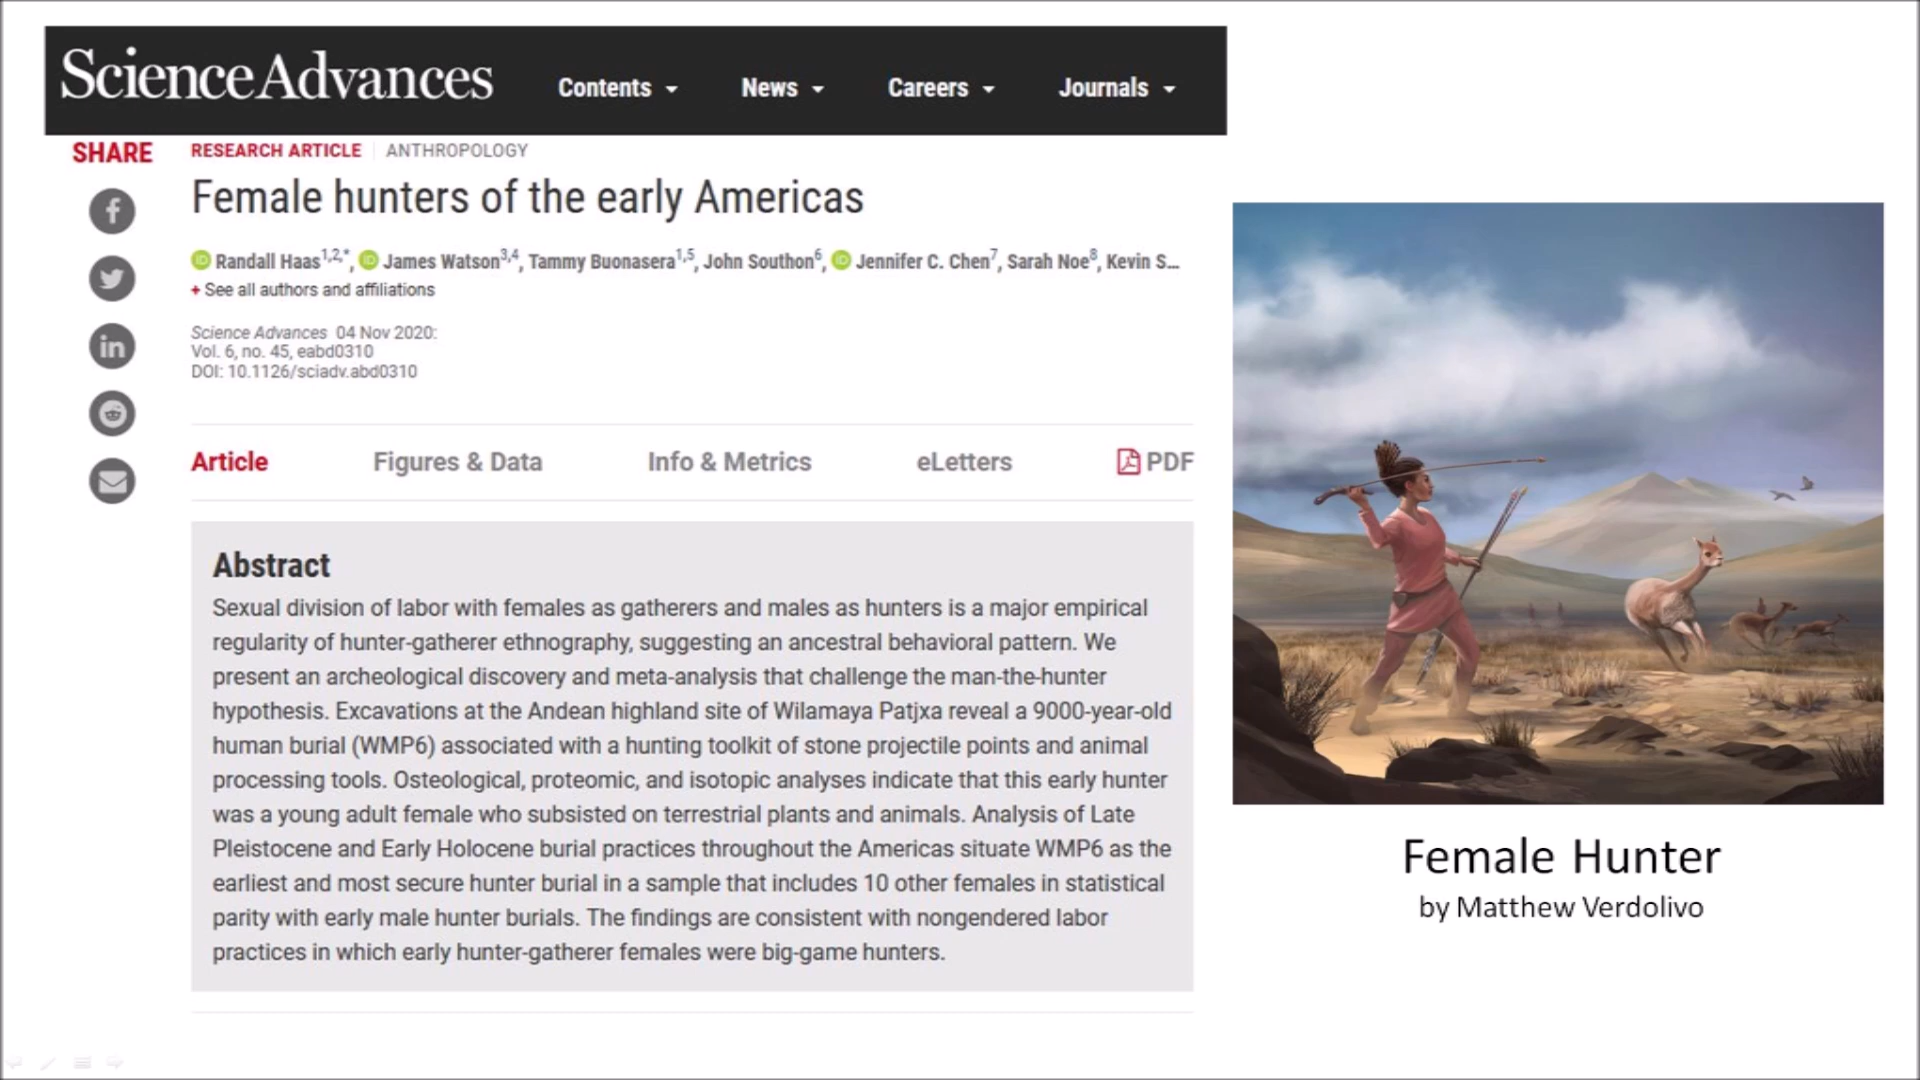 ScienceAdvances
Contents
News
Careers
Journals
SHARE
RESEARCH ARTICLE
ANTHROPOLOGY
Female hunters of the early Americas
Randall Haas1,2,*, James Watson3,4, Tammy Buonasera1,5, John Southon6, Jennifer C. Chen7, Sarah Noe8, Kevin S...
+ See all authors and affiliations
Science Advances 04 Nov 2020:
Vol. 6, no. 45, eabd0310
DOI: 10.1126/sciadv.abd0310
Article
Figures & Data
Info & Metrics
eLetters
PDF
Abstract
Sexual division of labor with females as gatherers and males as hunters is a major empirical
regularity of hunter-gatherer ethnography, suggesting an ancestral behavioral pattern. We
present an archeological discovery and meta-analysis that challenge the man-the-hunter
hypothesis. Excavations at the Andean highland site of Wilamaya Patjxa reveal a 9000-year-old
human burial (WMP6) associated with a hunting toolkit of stone projectile points and animal
processing tools. Osteological, proteomic, and isotopic analyses indicate that this early hunter
was a young adult female who subsisted on terrestrial plants and animals. Analysis of Late
Pleistocene and Early Holocene burial practices throughout the Americas situate WMP6 as the
earliest and most secure hunter burial in a sample that includes 10 other females in statistical
parity with early male hunter burials. The findings are consistent with nongendered labor
practices in which early hunter-gatherer females were big-game hunters.
Female Hunter
by Matthew Verdolivo